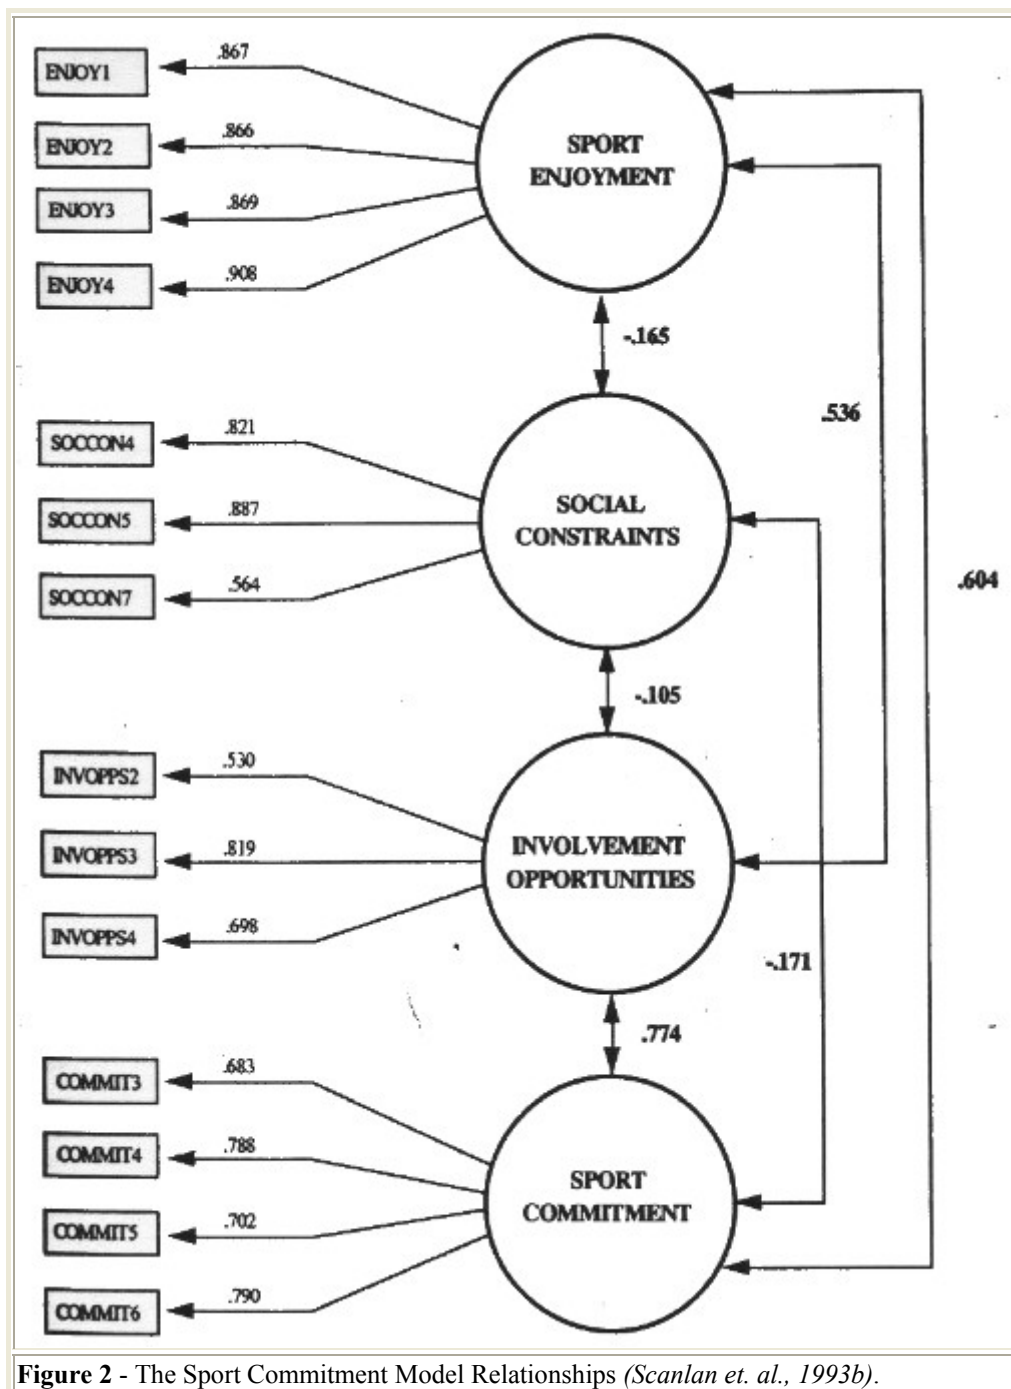 .867
ENJOY1
.866
ENJOY2
.869
ENJOY3
.908
ENJOY4
SPORT
ENJOYMENT
-.165
.536
.821
SOCCON4
.887
SOCCON5
.564
SOCCON7
SOCIAL
CONSTRAINTS
.604
-.105
.530
INVOPPS2
.819
INVOPPS3
.698
INVOPPS4
INVOLVEMENT
OPPORTUNITIES
-.171
.774
.683
COMMIT3
.788
COMMIT4
.702
COMMIT5
.790
COMMIT6
SPORT
COMMITMENT
Figure 2 - The Sport Commitment Model Relationships (Scanlan et. al., 1993b).